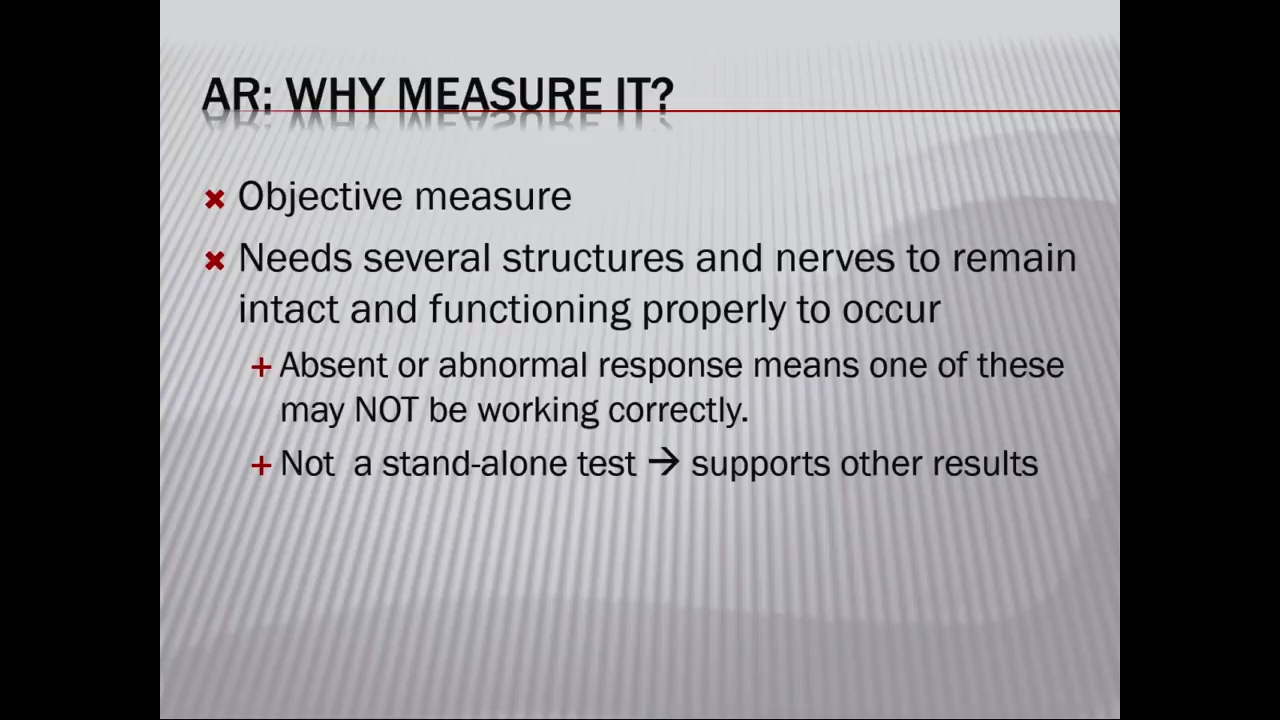 AR: WHY MEASURE IT?
Objective measure
Needs several structures and nerves to remain
intact and functioning properly to occur
Absent or abnormal response means one of these
may NOT be working correctly.
Not a stand-alone test → supports other results